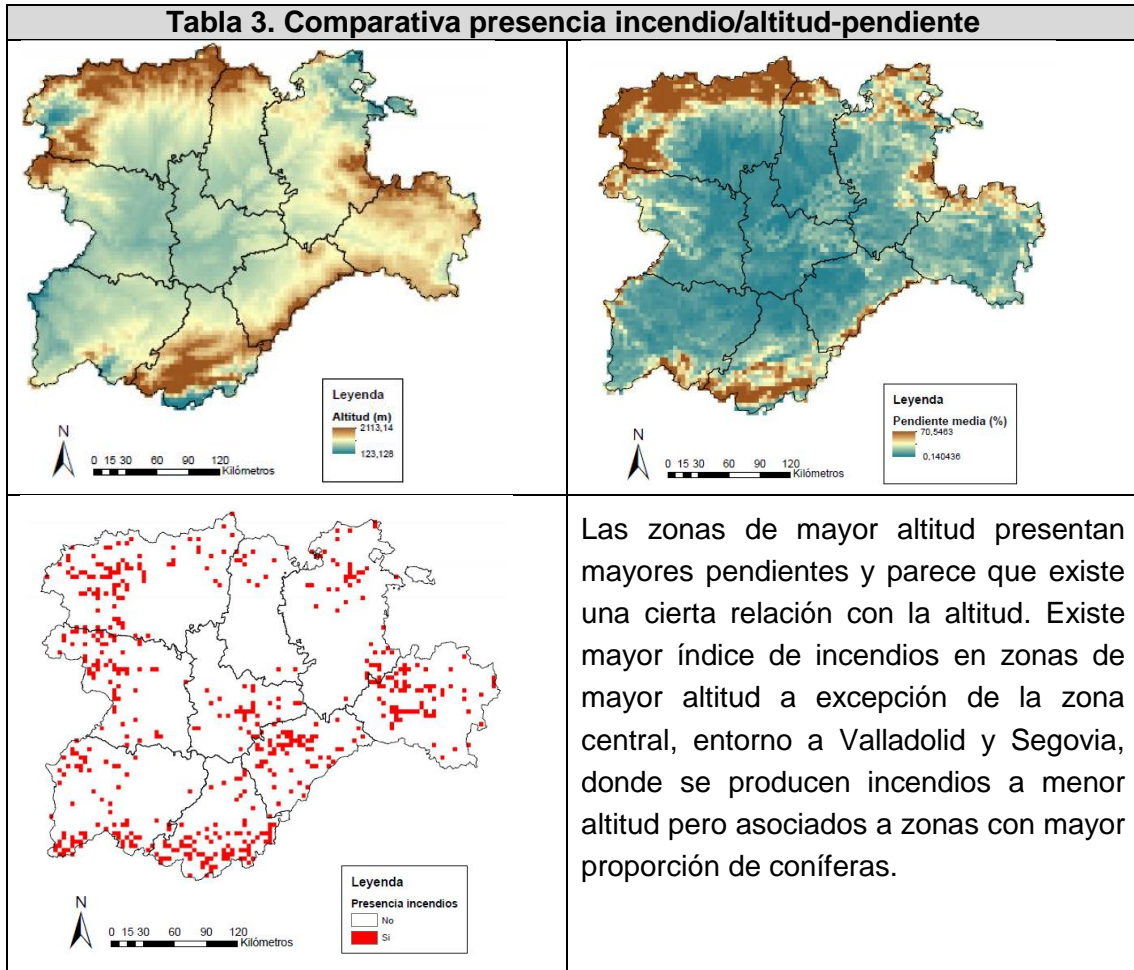 Tabla 3. Comparativa presencia incendio/altitud-pendiente
Leyenda
Altitud (m)
2113,14
123,128
N
0 15 30 60 90 120
Kilómetros
Leyenda
Pendiente media (%)
70,5463
0,140436
N
0 15 30 60 90 120
Kilómetros
Leyenda
Presencia incendios
No
Si
N
0 15 30 60 90 120
Kilómetros
Las zonas de mayor altitud presentan
mayores pendientes y parece que existe
una cierta relación con la altitud. Existe
mayor índice de incendios en zonas de
mayor altitud a excepción de la zona
central, entorno a Valladolid y Segovia,
donde se producen incendios a menor
altitud pero asociados a zonas con mayor
proporción de coníferas.